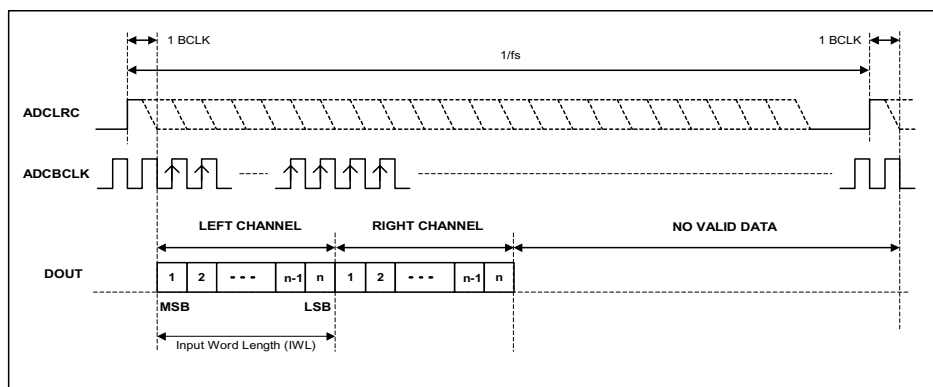 1 BCLK 1 BCLK
1/fs
ADCLRC
ADCBCLK
LEFT CHANNEL RIGHT CHANNEL NO VALID DATA
DOUT 1 2 - - - n-1 n 1 2 - - - n-1 n
MSB LSB
Input Word Length (IWL)